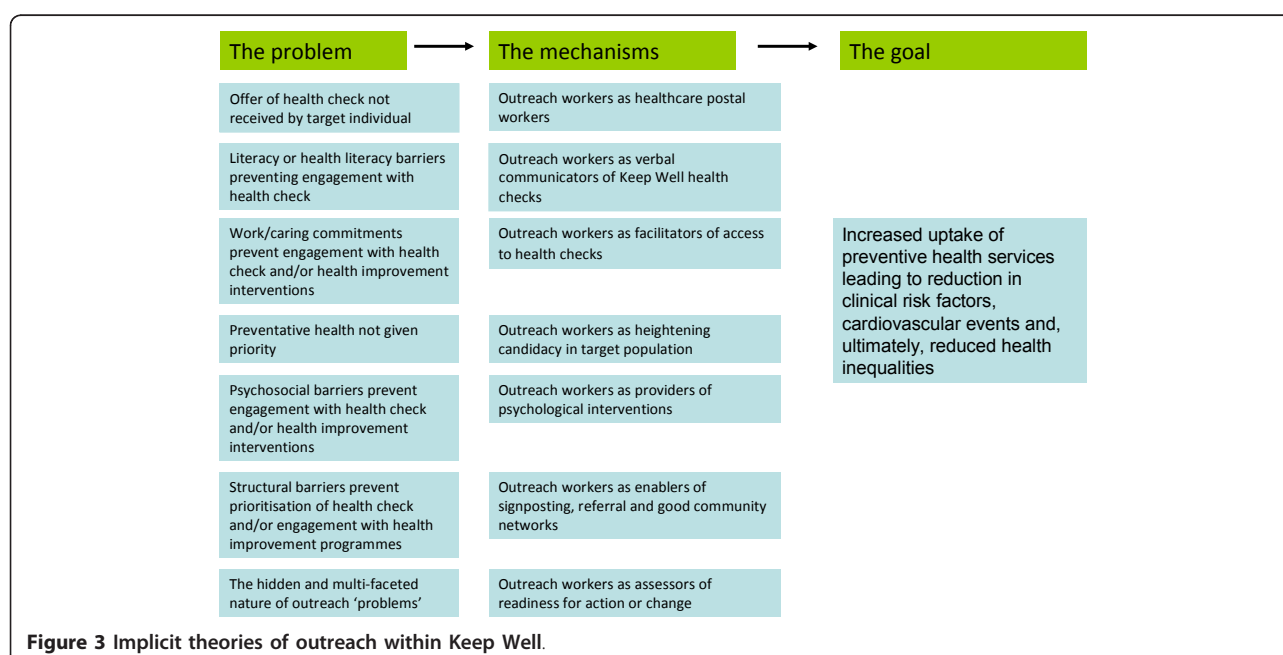 The problem
The mechanisms
The goal
Offer of health check not
received by target individual
Outreach workers as healthcare postal
workers
Literacy or health literacy barriers
preventing engagement with
health check
Outreach workers as verbal
communicators of Keep Well health
checks
Work/caring commitments
prevent engagement with health
check and/or health improvement
interventions
Outreach workers as facilitators of access
to health checks
Increased uptake of
preventive health services
leading to reduction in
clinical risk factors,
cardiovascular events and,
ultimately, reduced health
inequalities
Preventative health not given
priority
Outreach workers as heightening
candidacy in target population
Psychosocial barriers prevent
engagement with health check
and/or health improvement
interventions
Outreach workers as providers of
psychological interventions
Structural barriers prevent
prioritisation of health check
and/or engagement with health
improvement programmes
Outreach workers as enablers of
signposting, referral and good community
networks
The hidden and multi-faceted
nature of outreach ‘problems’
Outreach workers as assessors of
readiness for action or change
Figure 3 Implicit theories of outreach within Keep Well.